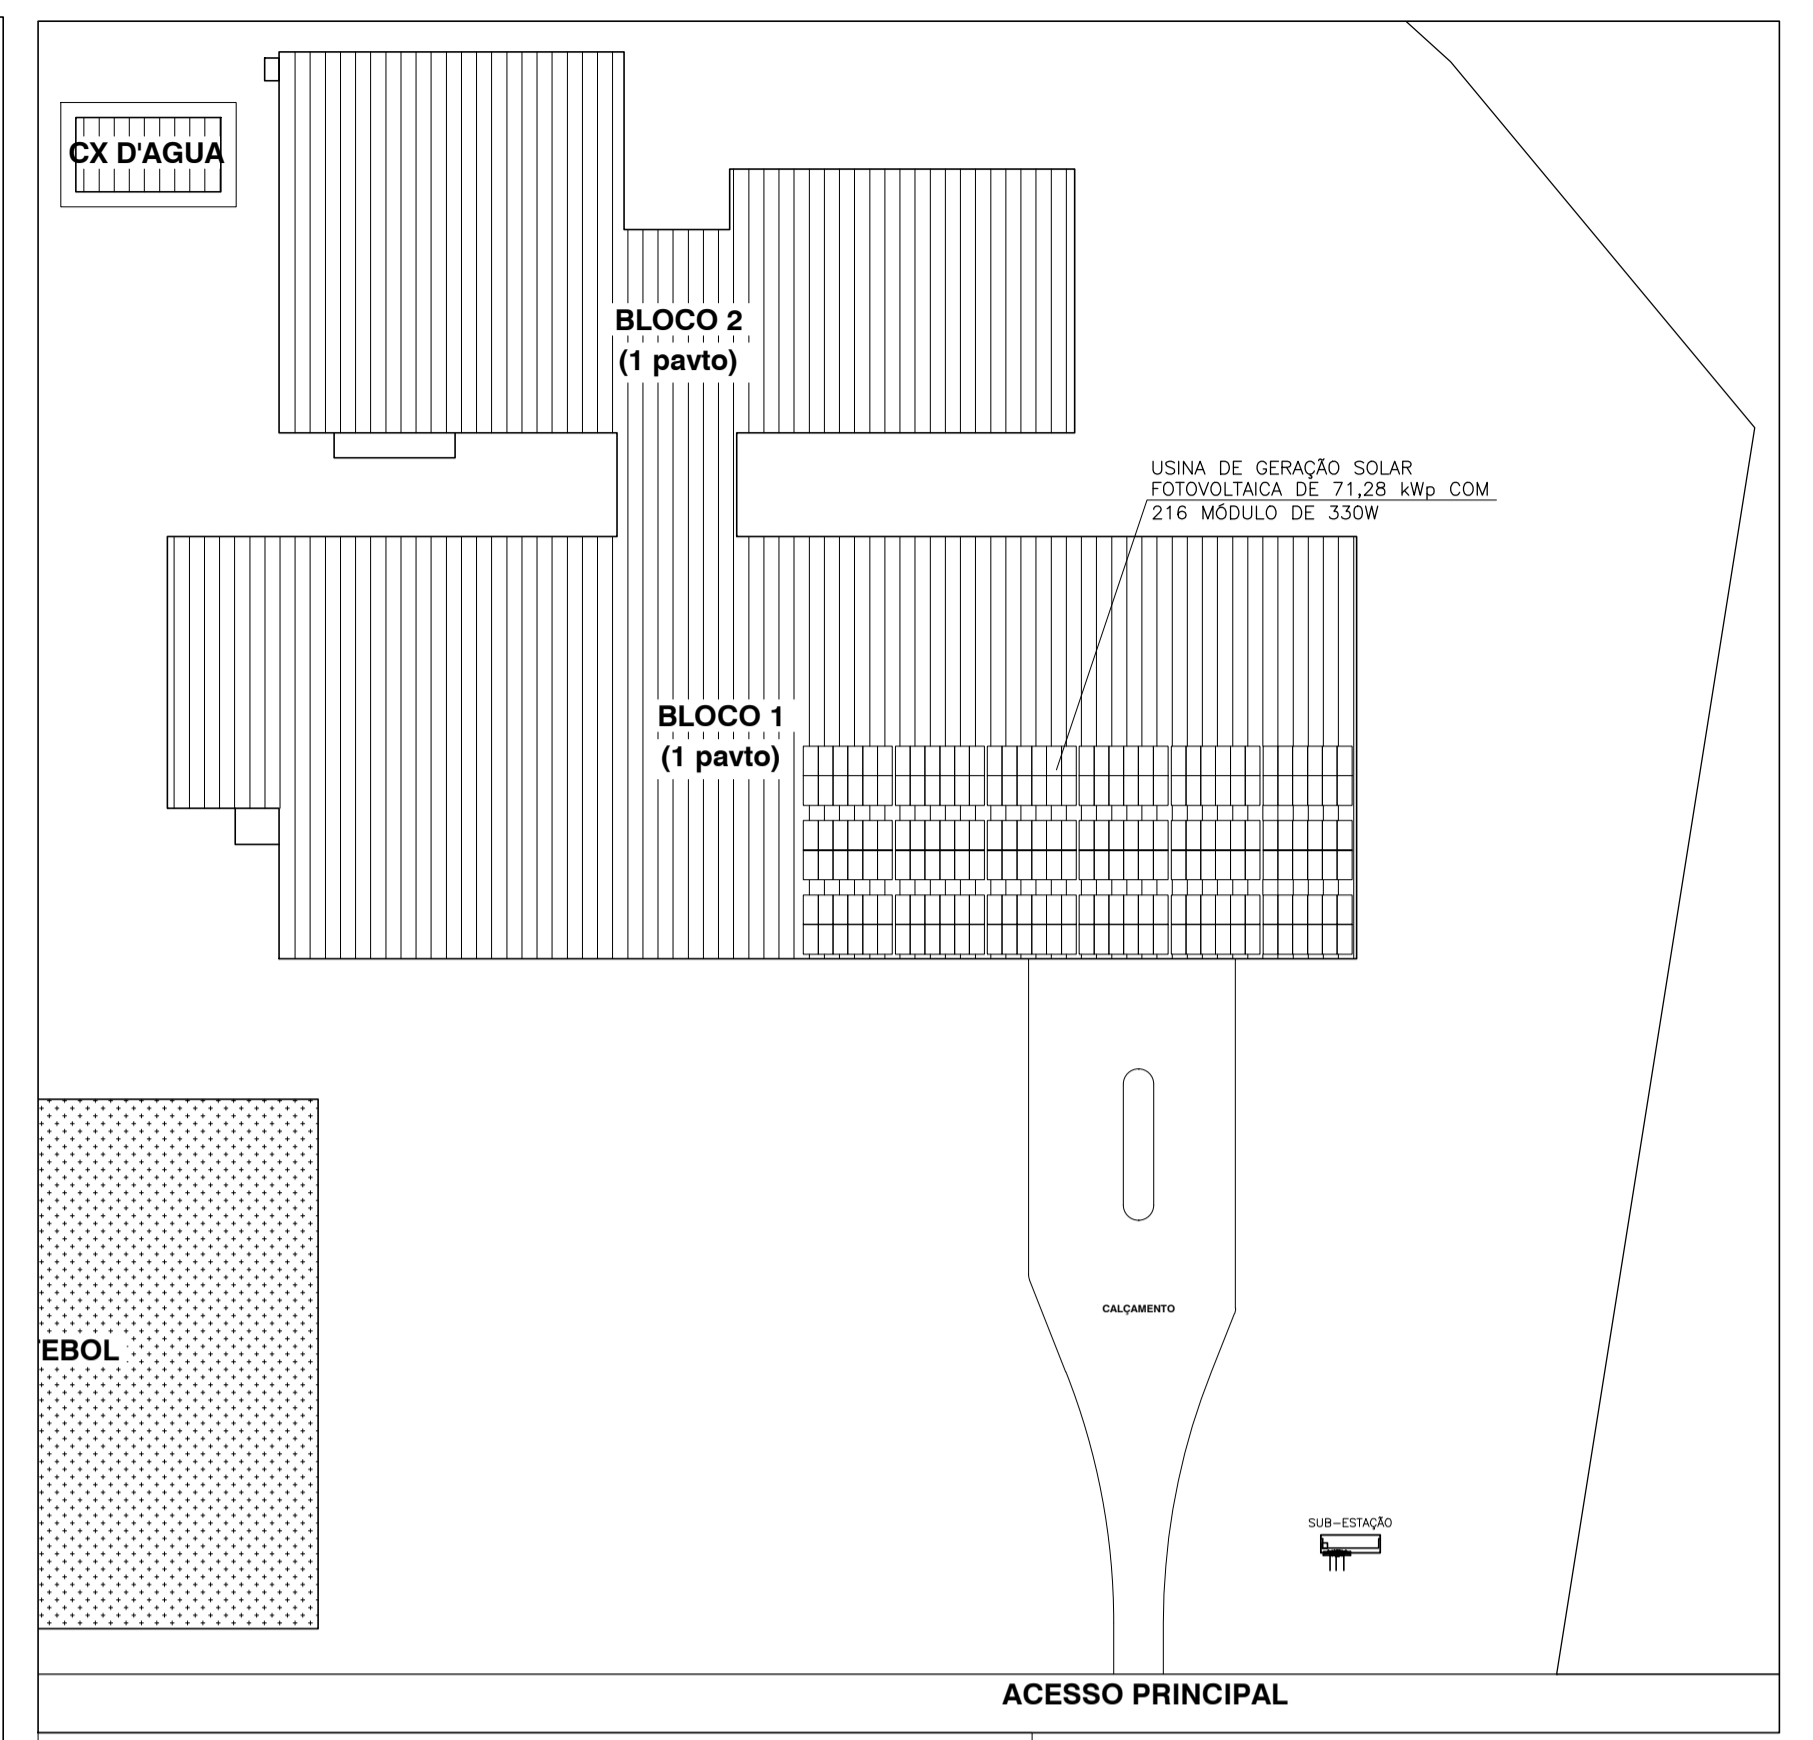 CX D'AGUA
BLOCO 2
(1 pavto)
USINA DE GERAÇÃO SOLAR
FOTOVOLTAICA DE 71,28 kWp COM
216 MÓDULO DE 330W
BLOCO 1
(1 pavto)
CALÇAMENTO
TEBOL
SUB-ESTAÇÃO
ACESSO PRINCIPAL